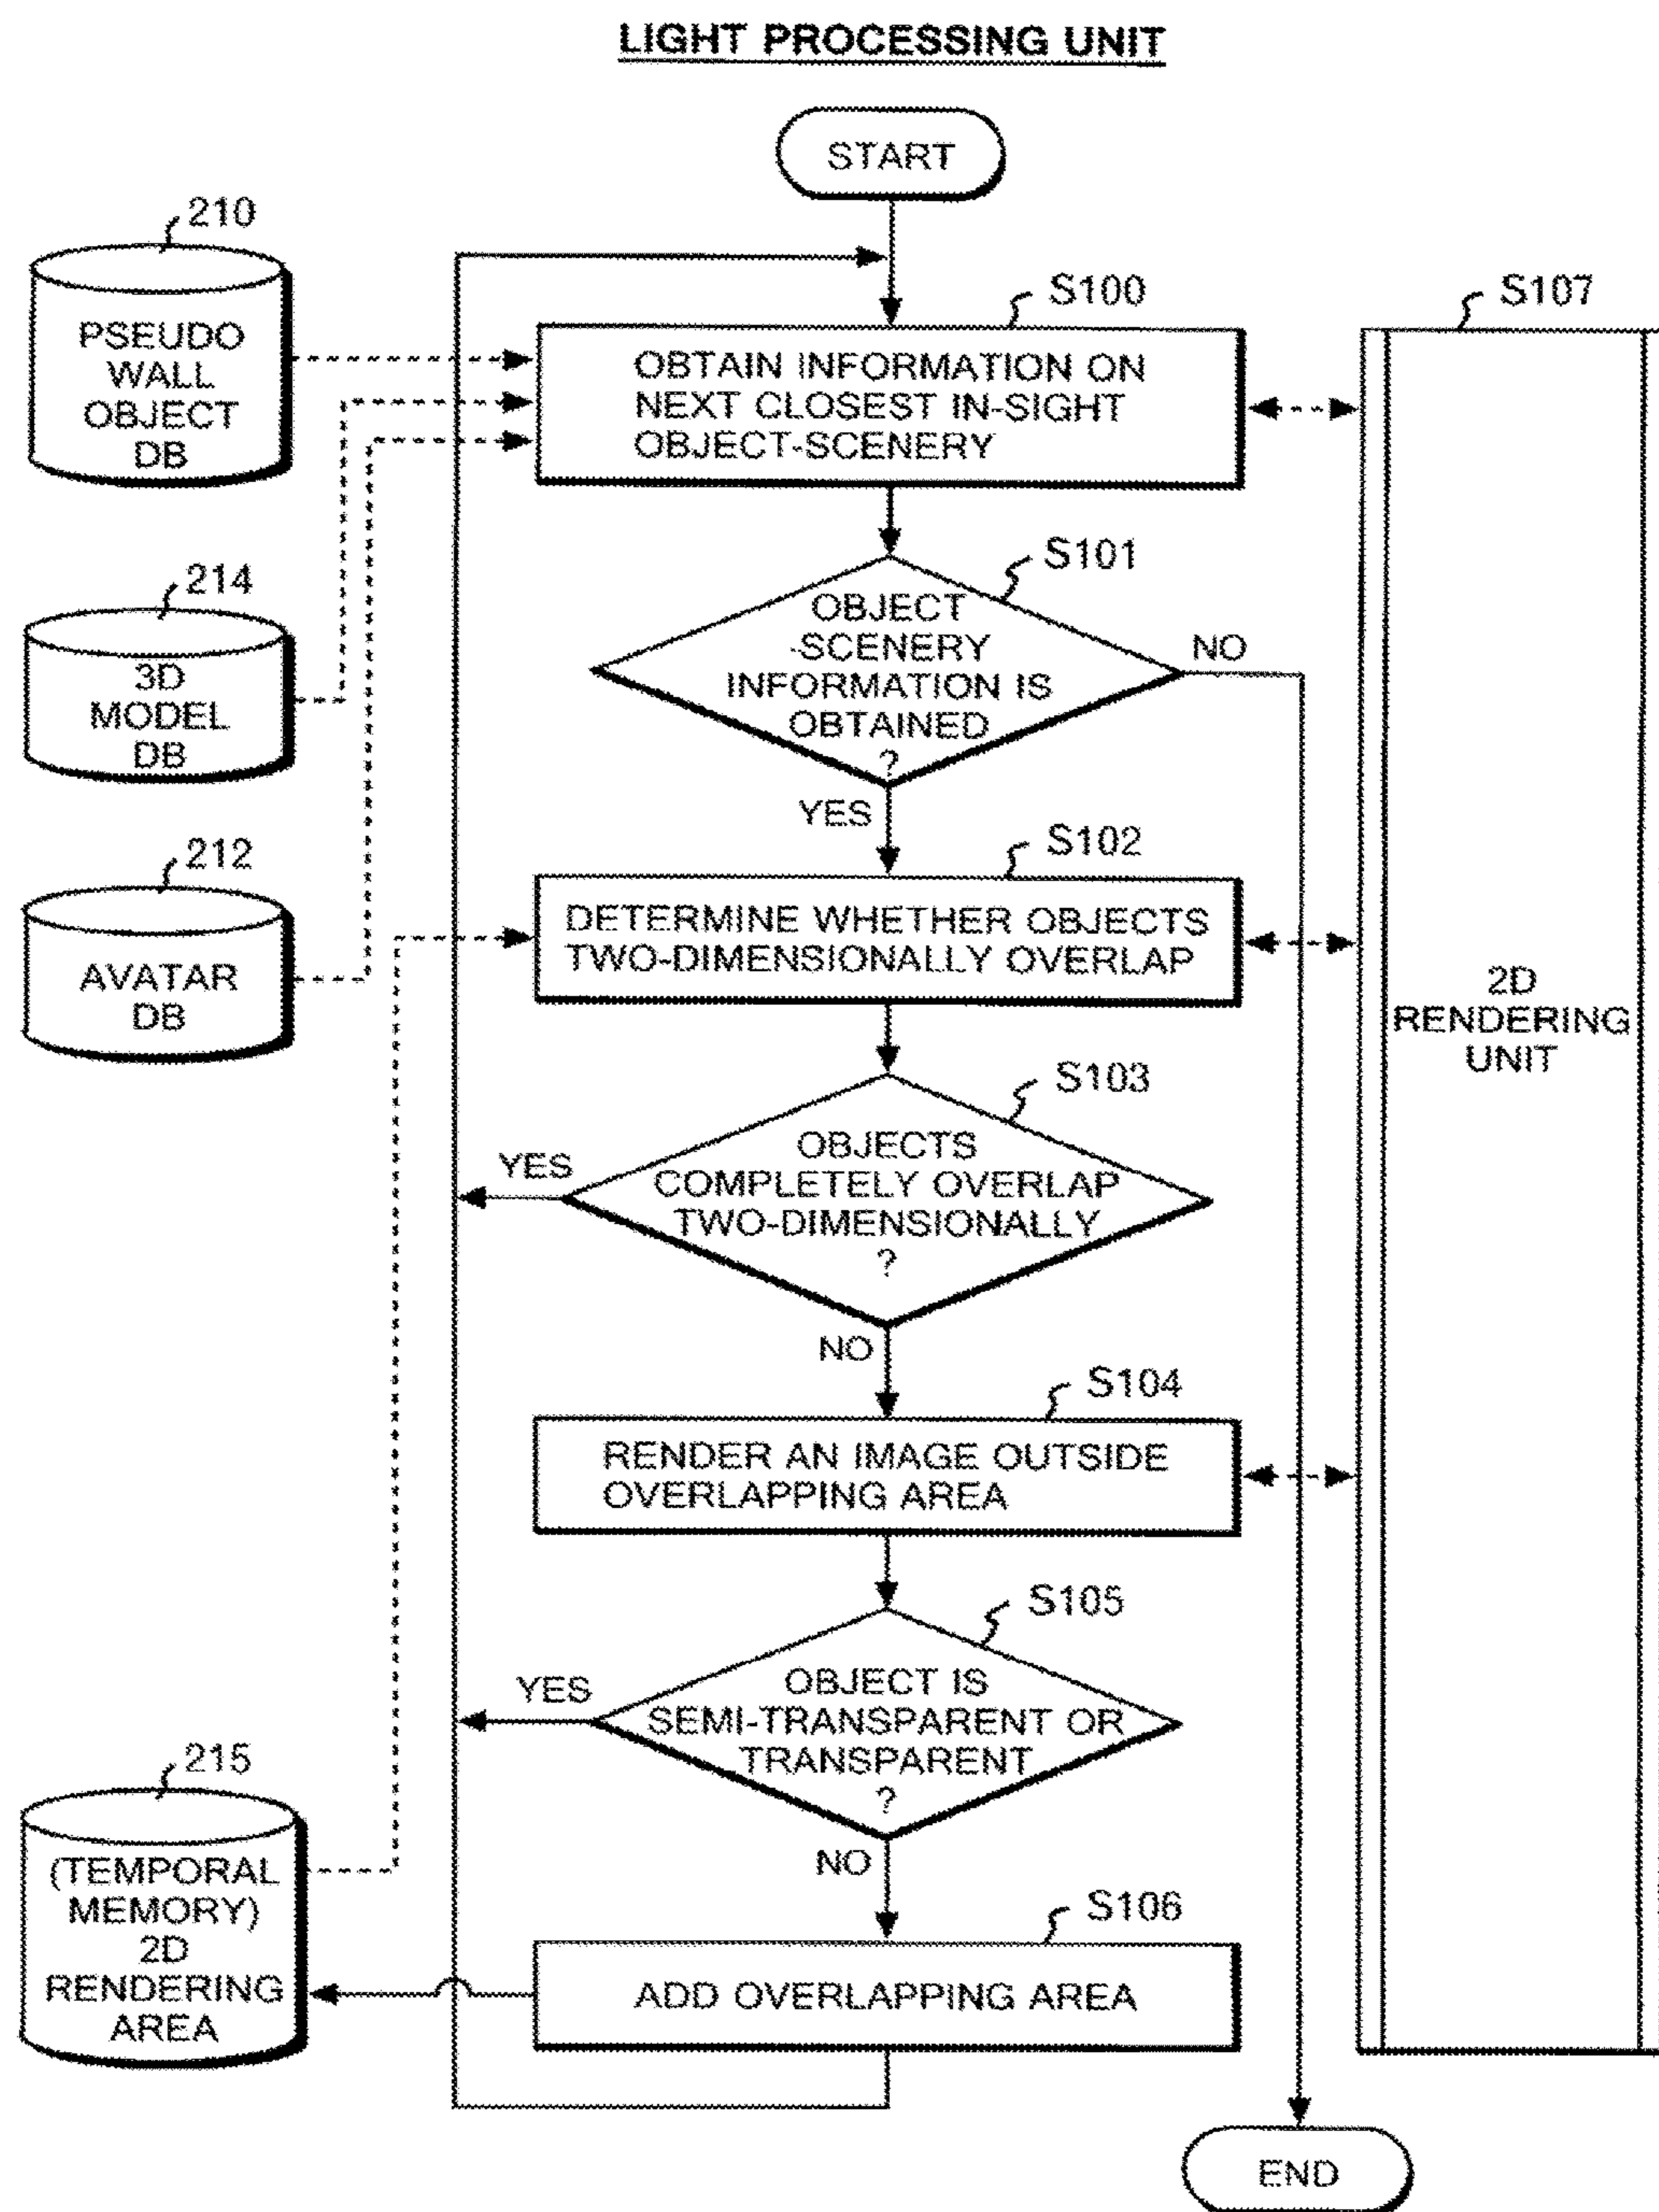 LIGHT PROCESSING UNIT
START
210
PSEUDO
WALL
OBJECT
DB
S100
OBTAIN INFORMATION ON
NEXT CLOSEST IN-SIGHT
OBJECT-SCENERY
S107
2D
RENDERING
UNIT
214
3D
MODEL
DB
S101
OBJECT
-SCENERY
INFORMATION IS
OBTAINED
?
NO
YES
212
AVATAR
DB
S102
DETERMINE WHETHER OBJECTS
TWO-DIMENSIONALLY OVERLAP
S103
OBJECTS
COMPLETELY OVERLAP
TWO-DIMENSIONALLY
?
YES
NO
S104
RENDER AN IMAGE OUTSIDE
OVERLAPPING AREA
S105
OBJECT IS
SEMI-TRANSPARENT OR
TRANSPARENT
?
YES
NO
215
(TEMPORAL
MEMORY)
2D
RENDERING
AREA
S106
ADD OVERLAPPING AREA
END